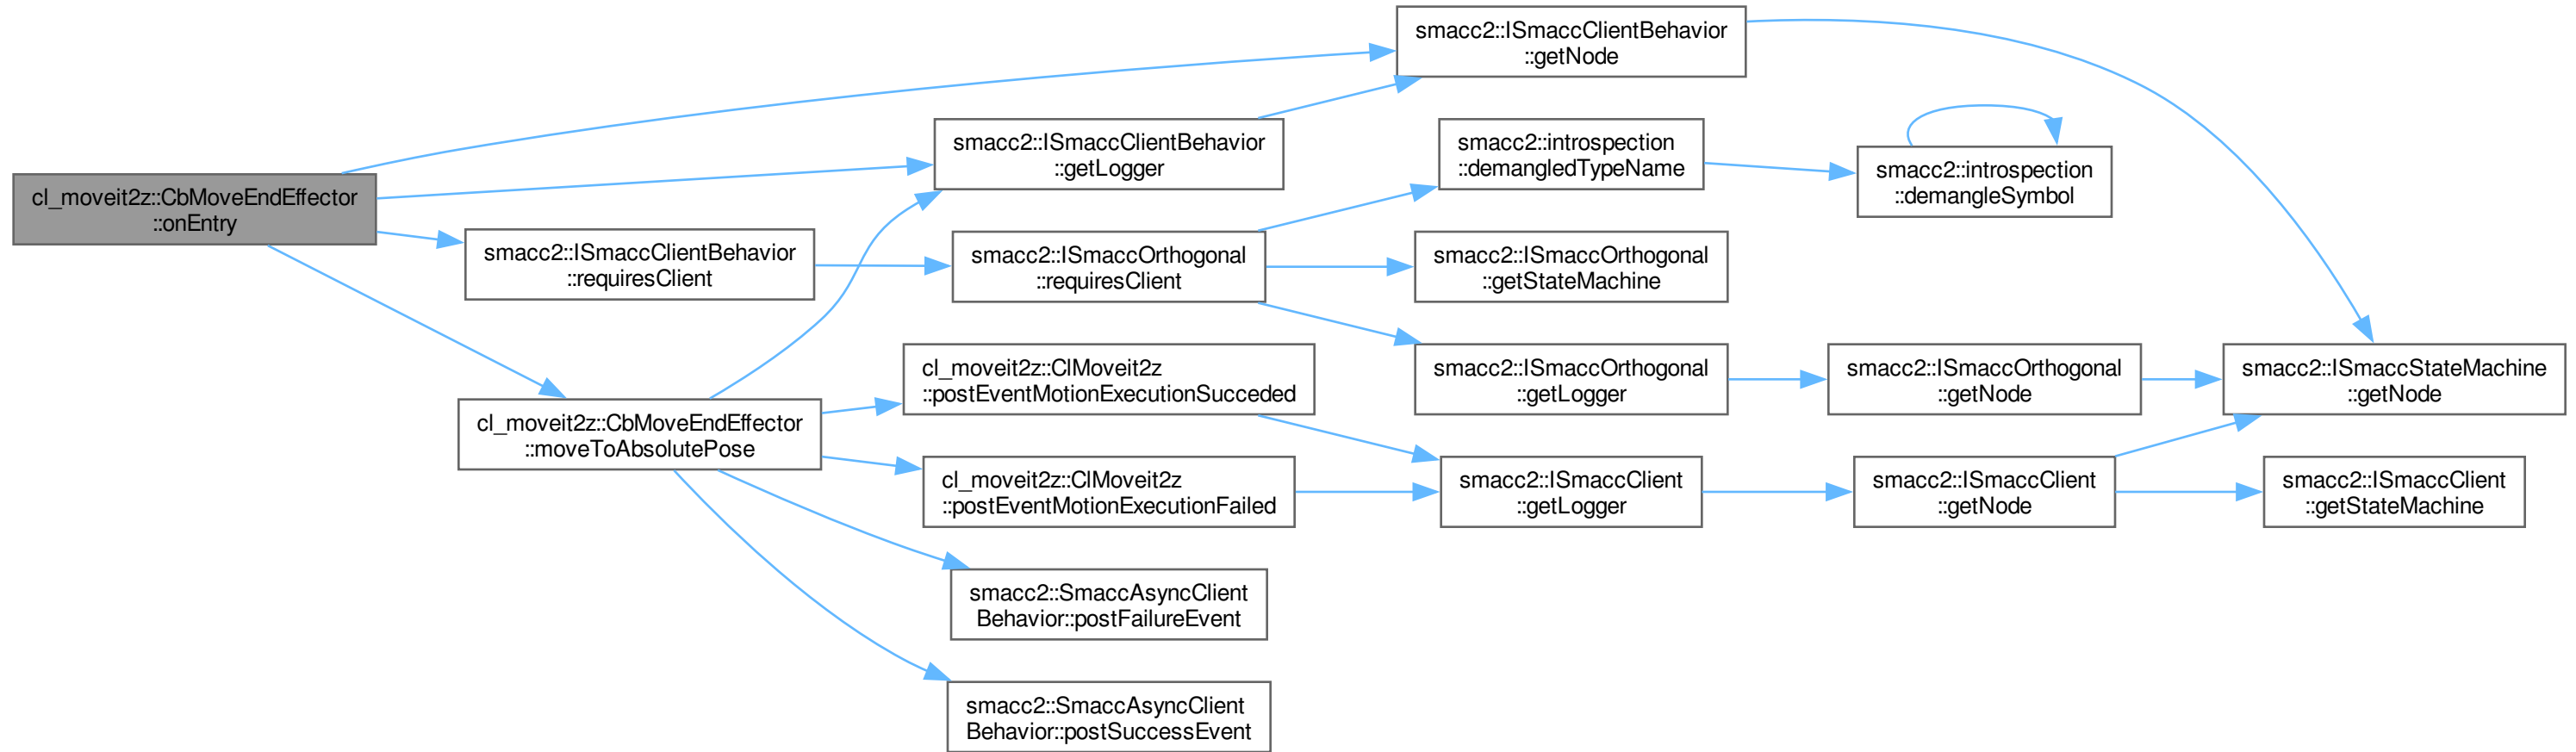 cl_moveit2z::CbMoveEndEffector
::onEntry
smacc2::ISmaccClientBehavior
::getNode
smacc2::ISmaccClientBehavior
::getLogger
smacc2::ISmaccClientBehavior
::requiresClient
cl_moveit2z::CbMoveEndEffector
::moveToAbsolutePose
smacc2::introspection
::demangledTypeName
smacc2::introspection
::demangleSymbol
smacc2::ISmaccOrthogonal
::requiresClient
smacc2::ISmaccOrthogonal
::getStateMachine
smacc2::ISmaccOrthogonal
::getLogger
smacc2::ISmaccOrthogonal
::getNode
smacc2::ISmaccStateMachine
::getNode
cl_moveit2z::ClMoveit2z
::postEventMotionExecutionSucceded
cl_moveit2z::ClMoveit2z
::postEventMotionExecutionFailed
smacc2::ISmaccClient
::getLogger
smacc2::ISmaccClient
::getNode
smacc2::ISmaccClient
::getStateMachine
smacc2::SmaccAsyncClient
Behavior::postFailureEvent
smacc2::SmaccAsyncClient
Behavior::postSuccessEvent